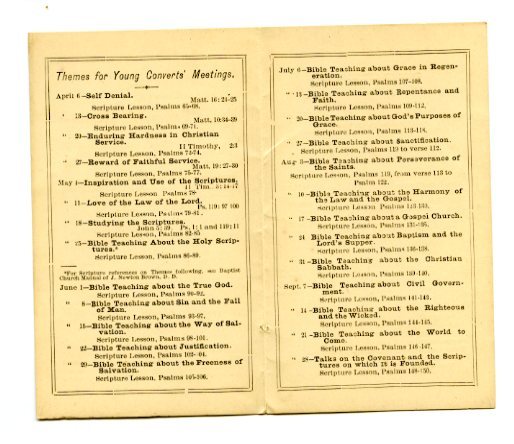 Themes for Young Converts' Meetings.
April 6—Self Denial.
Matt. 16: 24-25
Scripture Lesson, Psalms 65-68.
" 13—Cross Bearing.
Matt, 10:34-39
Scripture Lesson, Psalms 69-71.
" 20—Enduring Hardness in Christian
Service.
II Timothy, 2:3
Scripture Lesson, Psalms 72-74.
" 27—Reward of Faithful Service.
Matt, 19: 27-30
Scripture Lesson, Psalms 75-77.
May 4—Inspiration and Use of the Scriptures.
II Tim. 3: 14-17
Scripture Lesson Psalms 78-
" 11—Love of the Law of the Lord.
Ps, 119: 97 100
Scripture Lesson, Psalms 79-81.
" 18—Studying the Scriptures.
John 5: 39. Ps, 1:1 and 119:11
Scripture Lesson, Psalms 82-85
" 25—Bible Teaching About the Holy Scrip-
tures.*
Scripture Lesson, Psalms 86-89.
*For Scripture references on Themes following, see Baptist
Church Manual of J. Newton Brown, D. D.
June 1—Bible Teaching about the True God.
Scripture Lesson, Psalms 90-92.
" 8—Bible Teaching about Sin and the Fall
of Man.
Scripture Lesson, Psalms 93-97.
" 15—Bible Teaching about the Way of Sal-
vation.
Scripture Lesson, Psalms 98-101.
" 22—Bible Teaching about Justification.
Scripture Lesson, Psalms 102- 04.
" 29—Bible Teaching about the Freeness of
Salvation.
Scripture Lesson, Psalms 105-106.
July 6—Bible Teaching about Grace in Regen-
eration.
Scripture Lesson, Psalms 107-108.
" 13—Bible Teaching about Repentance and
Faith.
Scripture Lesson, Psalms 109-112.
" 20—Bible Teaching about God's Purposes of
Grace.
Scripture Lesson, Psalms 113-118.
" 27—Bible Teaching about Sanctification.
Scripture Lesson, Psalms 119 to verse 112.
Aug 3—Bible Teaching about Perseverance of
the Saints.
Scripture Lesson, Psalms 119, from verse 113 to
Psalm 122.
" 10—Bible Teaching about the Harmony of
the Law and the Gospel.
Scripture Lesson, Psalms
" 17—Bible Teaching about a Gospel Church.
Scripture Lesson, Psalms 131-135.
" 24 Bible Teaching about Baptism and the
Lord's Supper.
Scripture Lesson, Psalms 136-138.
" 31—Bible Teaching about the Christian
Sabbath.
Scripture Lesson, Psalms 139-140.
Sept. 7—Bible Teaching about Civil Govern-
ment.
Scripture Lesson, Psalms 141-143.
" 14—Bible Teaching about the Righteous
and the Wicked.
Scripture Lesson, Psalms 144-145.
" 21—Bible Teaching about the World to
Come.
Scripture Lesson, Psalms 146-147.
" 28—Talks on the Covenant and the Scrip-
tures on which it is Founded.
Scripture Lesson, Psalms 148-150.